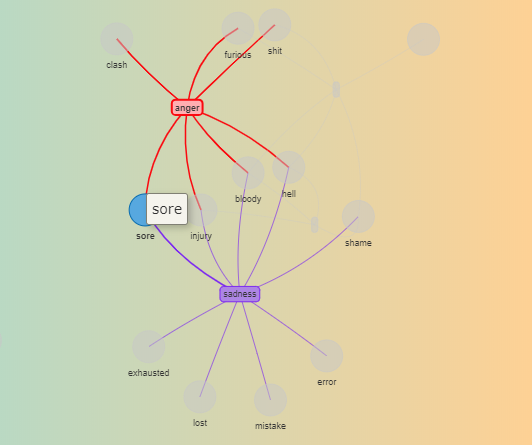 furious
shit
clash
anger
bloody
hell
sore
sore
injury
shame
sadness
exhausted
error
lost
mistake